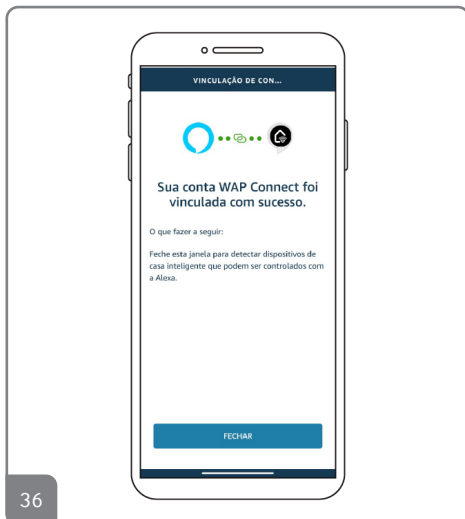 VINCULAÇÃO DE CON...
Sua conta WAP Connect foi
vinculada com sucesso.
O que fazer a seguir:
Feche esta janela para detectar dispositivos de
casa inteligente que podem ser controlados com
a Alexa.
FECHAR
36